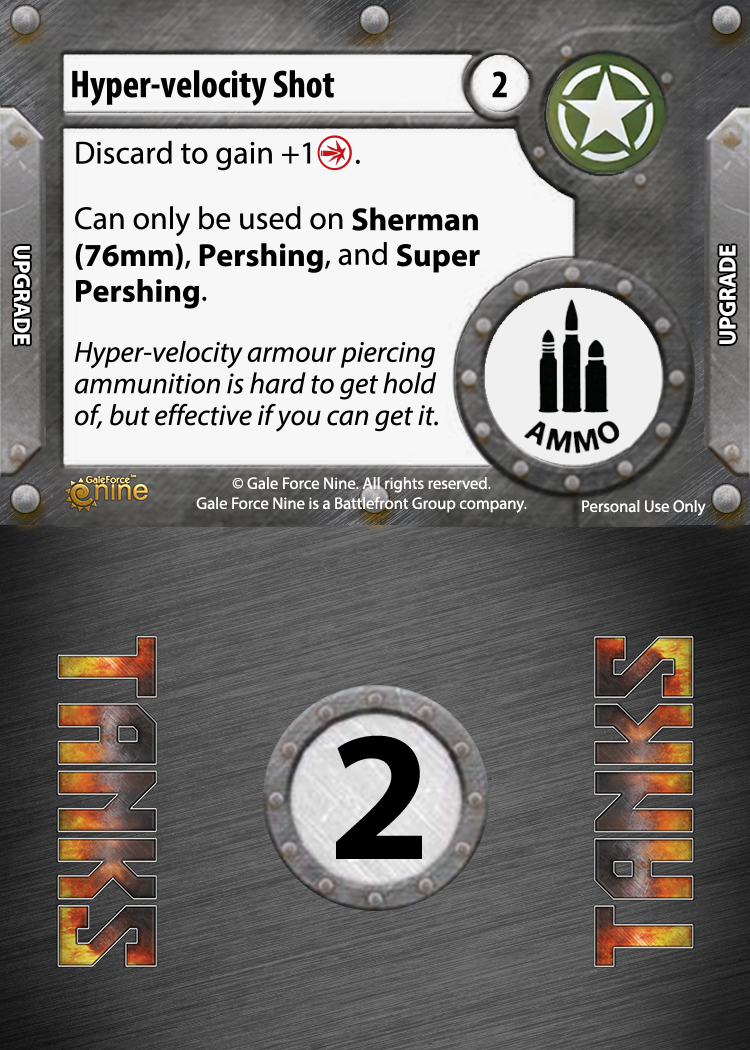 Hyper-velocity Shot
2
Discard to gain +1.
Can only be used on Sherman
(76mm), Pershing, and Super
Pershing.
Hyper-velocity armour piercing
ammunition is hard to get hold
of, but effective if you can get it.
UPGRADE
UPGRADE
AMMO
GaleForce™
nine
© Gale Force Nine. All rights reserved.
Gale Force Nine is a Battlefront Group company.
Personal Use Only
TANKS
2
TANKS